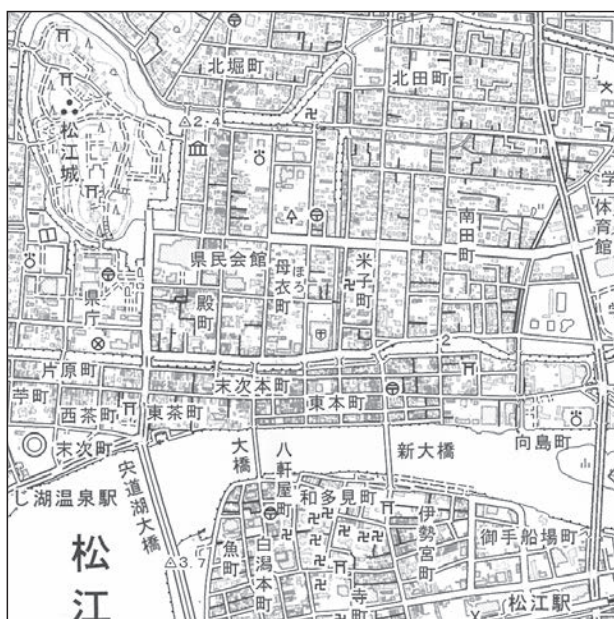 北堀町
北田町
1.7
大
松江城
2.4
学
体育館
南田町
県民会館
母衣町
ほろ
米子町
県庁
殿町
2
片原町
末次本町
苧町
西茶町
東茶町
東本町
末次町
宍道湖大橋
大橋
八軒屋町
新大橋
向島町
じ湖温泉駅
和多見町
伊勢宮町
御手船場町
松江
3.7
魚町
白潟本町
寺町
松江駅